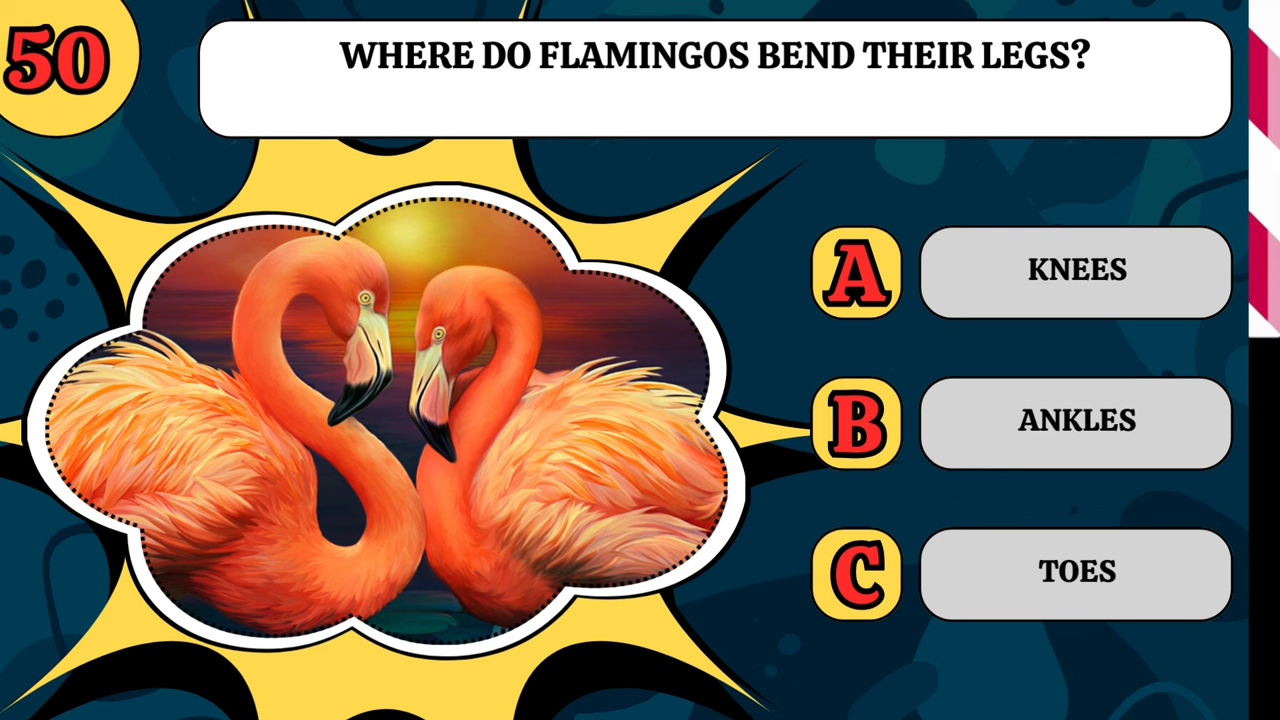 50
WHERE DO FLAMINGOS BEND THEIR LEGS?
A KNEES
B ANKLES
C TOES